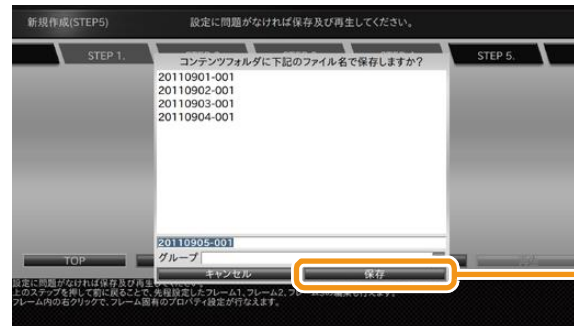 新規作成(STEP5)
設定に問題がなければ保存及び再生してください。
STEP 1.
STEP 5.
コンテンツフォルダに下記のファイル名で保存しますか?
20110901-001
20110902-001
20110903-001
20110904-001
20110905-001
グループ
TOP
キャンセル
保存
設定に問題がなければ保存及び再生
上のステップを押して前に戻ることで、先程設定したフレーム1、フレーム2、
フレーム内の右クリックで、フレーム固有のプロパティ設定が行なえます。